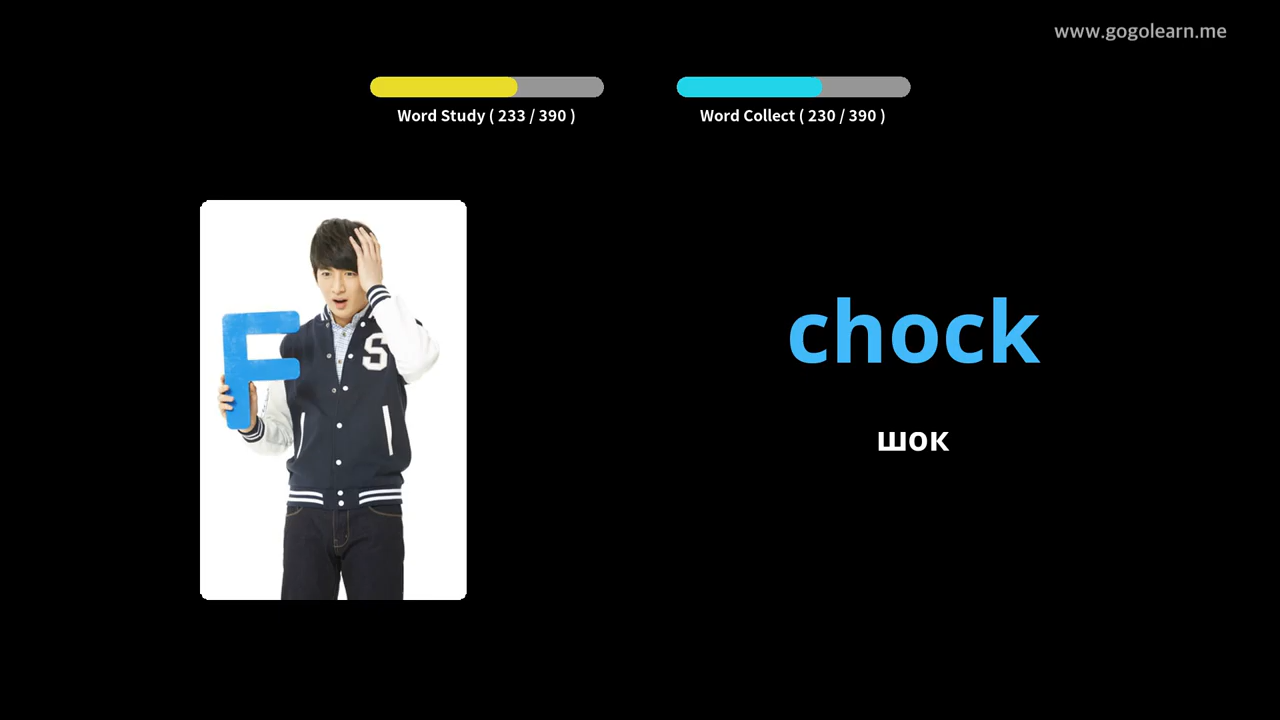 www.gogolearn.me
Word Study ( 233 / 390 )
Word Collect ( 230 / 390 )
F
S
chock
шок